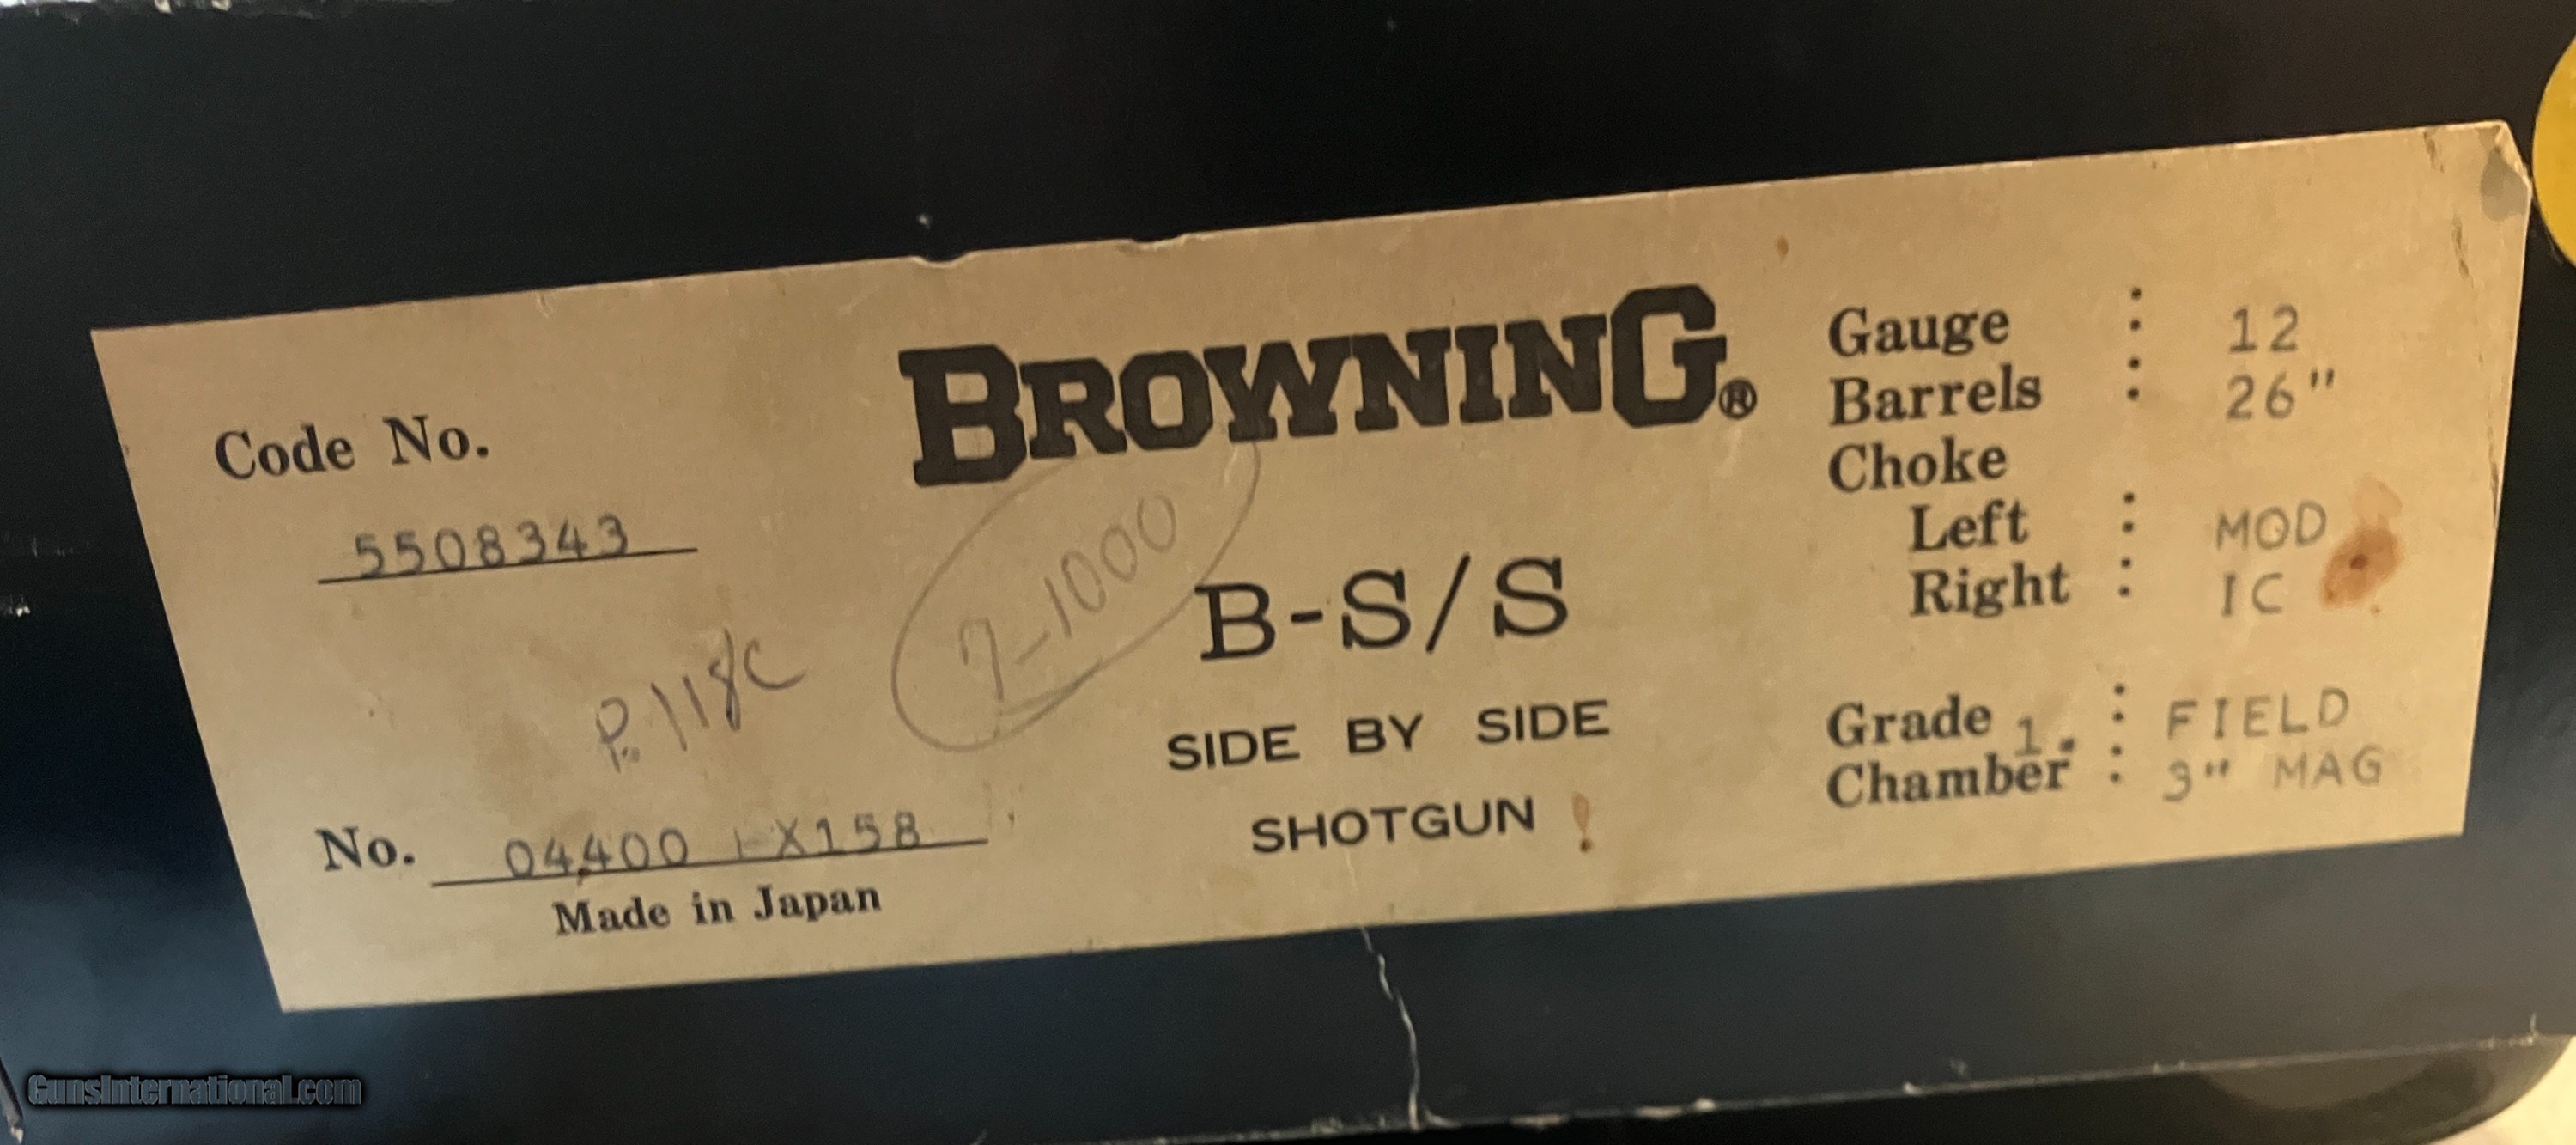 Code No.
5508343
P.118C
No. 04400 X158
Made in Japan
BROWNING®
7-1000
B-S/S
SIDE BY SIDE
SHOTGUN
Gauge : 12
Barrels : 26"
Choke
Left : MOD
Right : IC
Grade 1. : FIELD
Chamber : 3" MAG
GunsInternational.com